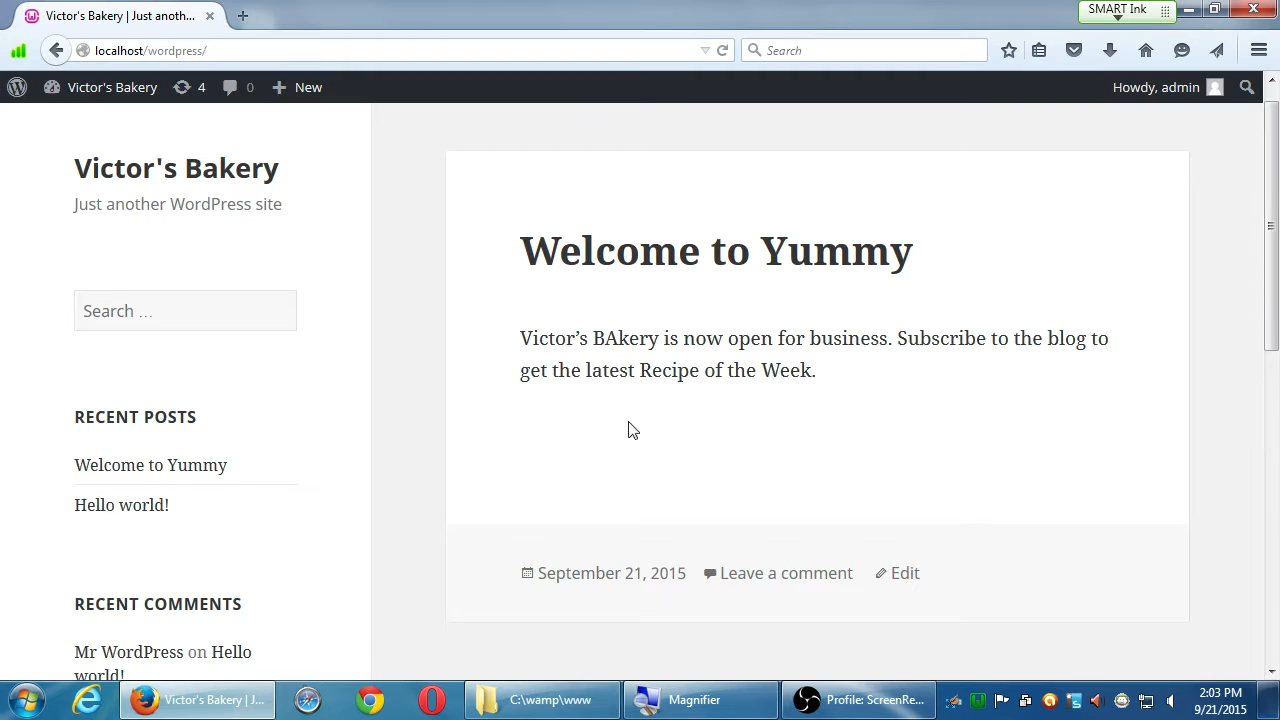 Victor's Bakery | Just anoth...
SMART Ink
localhost/wordpress/
Search
Victor's Bakery
4
0
New
Howdy, admin
Victor's Bakery
Just another WordPress site
Search …
RECENT POSTS
Welcome to Yummy
Hello world!
RECENT COMMENTS
Mr WordPress on Hello
world!
Welcome to Yummy
Victor’s BAkery is now open for business. Subscribe to the blog to
get the latest Recipe of the Week.
September 21, 2015
Leave a comment
Edit
Victor's Bakery | J...
C:\wamp\www
Magnifier
Profile: ScreenRe...
2:03 PM
9/21/2015